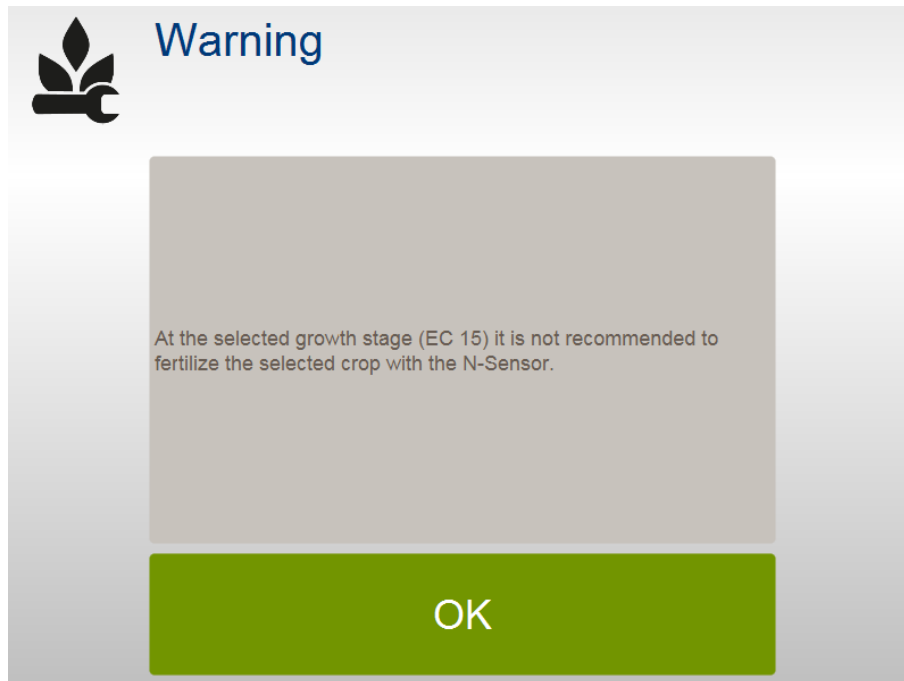 Warning
At the selected growth stage (EC 15) it is not recommended to
fertilize the selected crop with the N-Sensor.
OK